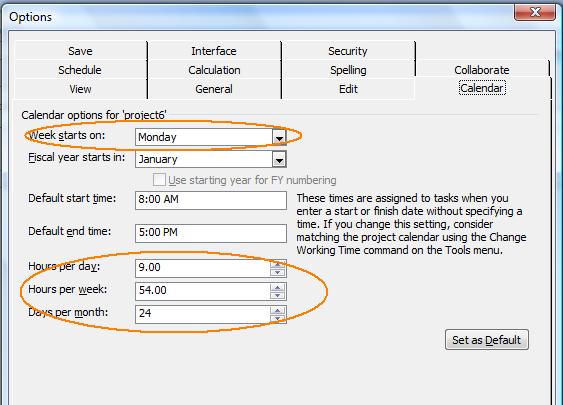 Options
Save Interface Security
Schedule Calculation Spelling Collaborate
View General Edit Calendar
Calendar options for 'project6'
Week starts on: Monday
Fiscal year starts in: January
Use starting year for FY numbering
Default start time: 8:00 AM
Default end time: 5:00 PM
These times are assigned to tasks when you
enter a start or finish date without specifying a
time. If you change this setting, consider
matching the project calendar using the Change
Working Time command on the Tools menu.
Hours per day: 9.00
Hours per week: 54.00
Days per month: 24
Set as Default